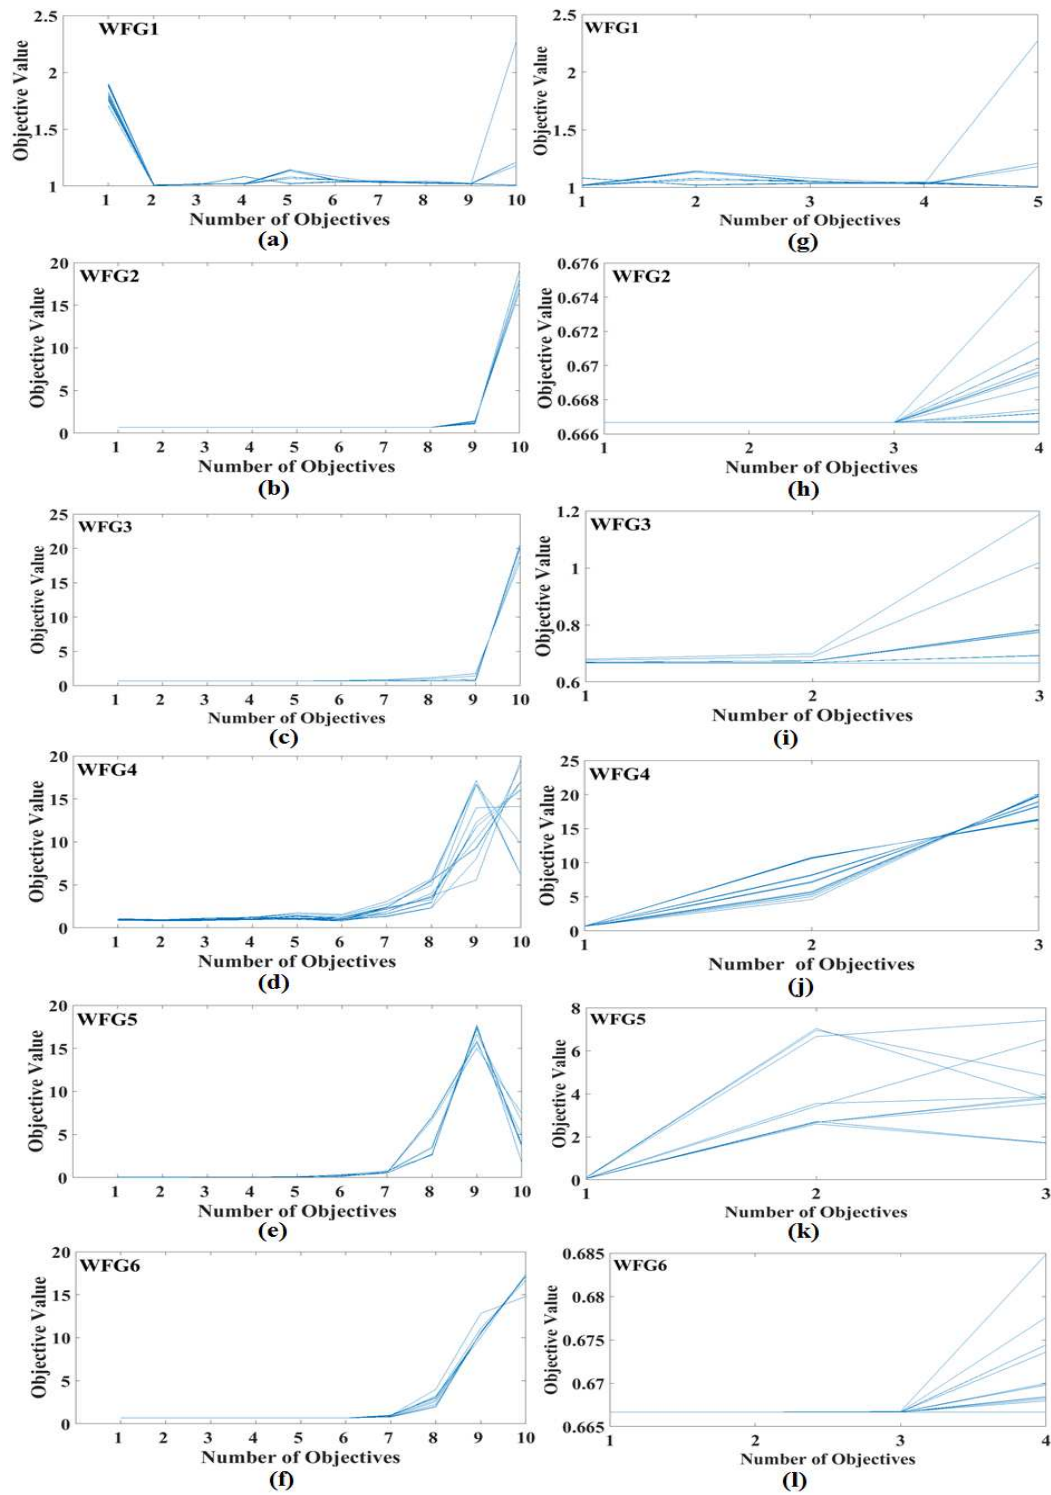 WFG1
Objective Value
2.5
2
1.5
1
1 2 3 4 5 6 7 8 9 10
Number of Objectives
(a)
WFG1
Objective Value
2.5
2
1.5
1
1 2 3 4 5
Number of Objectives
(g)
WFG2
Objective Value
20
15
10
5
0
1 2 3 4 5 6 7 8 9 10
Number of Objectives
(b)
WFG2
Objective Value
0.676
0.674
0.672
0.67
0.668
0.666
1 2 3 4
Number of Objectives
(h)
WFG3
Objective Value
25
20
15
10
5
0
1 2 3 4 5 6 7 8 9 10
Number of Objectives
(c)
WFG3
Objective Value
1.2
1
0.8
0.6
1 2 3
Number of Objectives
(i)
WFG4
Objective Value
20
15
10
5
0
1 2 3 4 5 6 7 8 9 10
Number of Objectives
(d)
WFG4
Objective Value
25
20
15
10
5
0
1 2 3
Number of Objectives
(j)
WFG5
Objective Value
20
15
10
5
0
1 2 3 4 5 6 7 8 9 10
Number of Objectives
(e)
WFG5
Objective Value
8
6
4
2
0
1 2 3
Number of Objectives
(k)
WFG6
Objective Value
20
15
10
5
0
1 2 3 4 5 6 7 8 9 10
Number of Objectives
(f)
WFG6
Objective Value
0.685
0.68
0.675
0.67
0.665
1 2 3 4
Number of Objectives
(l)